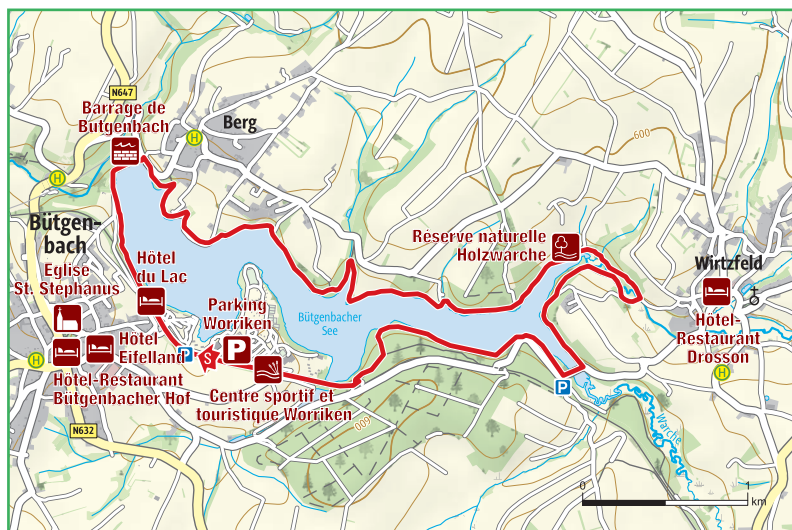 N647
Barrage de
Butgenbach
Berg
H
H
600
Bütgen-
bach
Réserve naturelle
Holzwarche
Wirtzfeld
Eglise
St. Stephanus
Hôtel
du Lac
Parking
Worriken
P
Bütgenbacher
See
Hôtel-
Restaurant
Drosson
H
Hôtel
Eifelland
P
S
H
Hôtel-Restaurant
Bütgenbacher Hof
Centre sportif et
touristique Worriken
P
Warche
600
N632
0
1
km